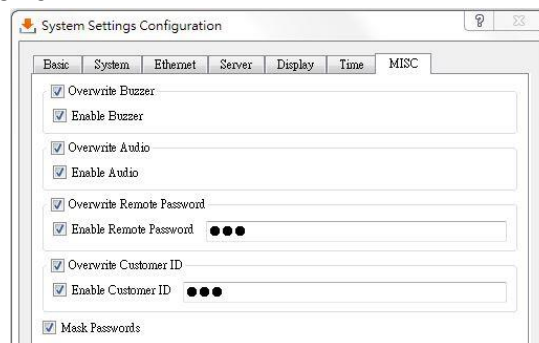 System Settings Configuration
Basic System Ethernet Server Display Time MISC
Overwrite Buzzer
Enable Buzzer
Overwrite Audio
Enable Audio
Overwrite Remote Password
Enable Remote Password ●●●
Overwrite Customer ID
Enable Customer ID ●●●
Mask Passwords